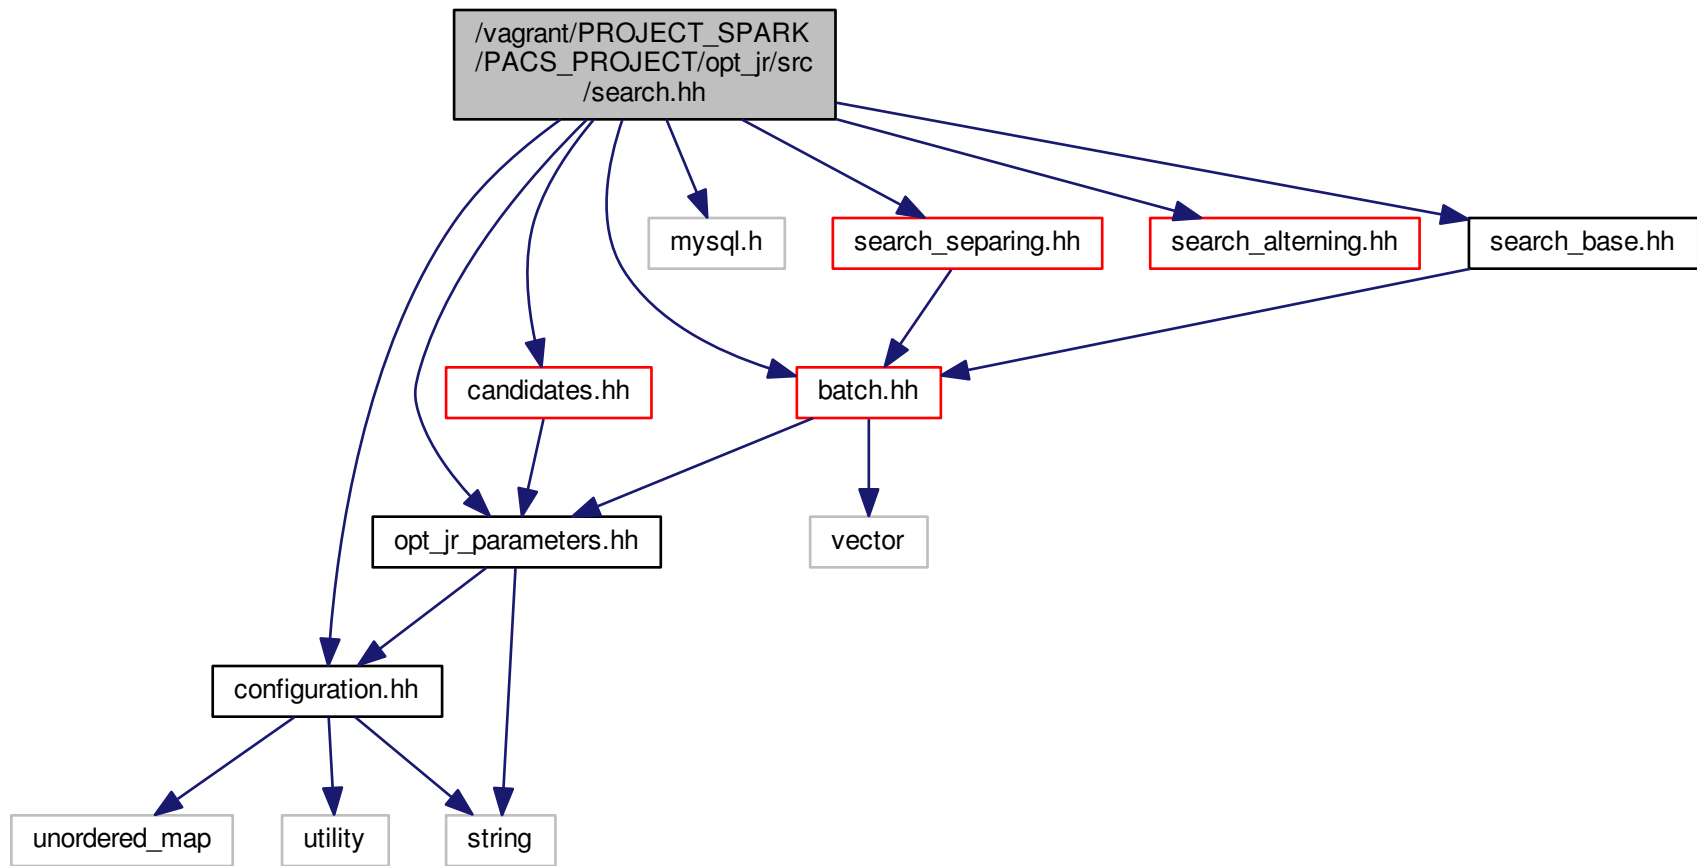 /vagrant/PROJECT_SPARK
/PACS_PROJECT/opt_jr/src
/search.hh
mysql.h
search_separing.hh
search_alterning.hh
search_base.hh
candidates.hh
batch.hh
opt_jr_parameters.hh
vector
configuration.hh
unordered_map
utility
string